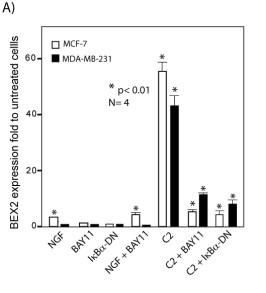 A)
BEX2 expression fold to untreated cells
60
40
20
0
MCF-7
MDA-MB-231
* p< 0.01
N= 4
*
*
*
*
*
*
*
*
NGF
BAY11
IκBα-DN
NGF + BAY11
C2
C2 + BAY11
C2 + IκBα-DN